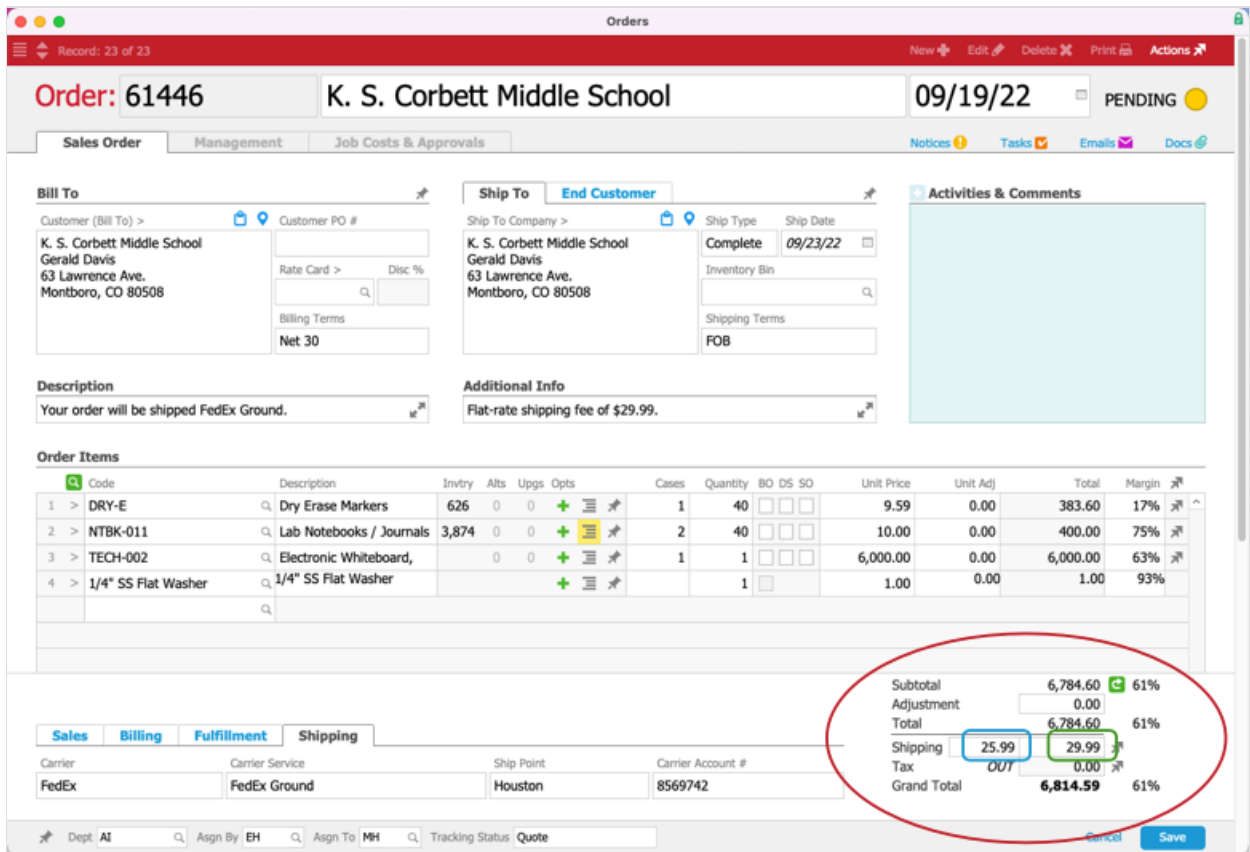 Orders
Record: 23 of 23 New Edit Delete Print Actions
Order: 61446 K. S. Corbett Middle School 09/19/22 PENDING
Sales Order Management Job Costs & Approvals Notices Tasks Emails Docs
Bill To Ship To End Customer Activities & Comments
Customer (Bill To) > Customer PO # Ship To Company > Ship Type Ship Date
K. S. Corbett Middle School K. S. Corbett Middle School Complete 09/23/22
Gerald Davis Gerald Davis
63 Lawrence Ave. Rate Card > Disc % 63 Lawrence Ave. Inventory Bin
Montboro, CO 80508 Montboro, CO 80508
Billing Terms Shipping Terms
Net 30 FOB
Description Additional Info
Your order will be shipped FedEx Ground. Flat-rate shipping fee of $29.99.
Order Items
Code Description Invtry Alts Upgs Opts Cases Quantity BO DS SO Unit Price Unit Adj Total Margin
1 > DRY-E Dry Erase Markers 626 0 0 1 40 9.59 0.00 383.60 17%
2 > NTBK-011 Lab Notebooks / Journals 3,874 0 0 2 40 10.00 0.00 400.00 75%
3 > TECH-002 Electronic Whiteboard, 0 0 1 1 6,000.00 0.00 6,000.00 63%
4 > 1/4" SS Flat Washer 1/4" SS Flat Washer 1 1.00 0.00 1.00 93%
Subtotal 6,784.60 61%
Adjustment 0.00
Total 6,784.60 61%
Sales Billing Fulfillment Shipping Shipping 25.99 29.99
Carrier Carrier Service Ship Point Carrier Account # Tax OUT 0.00
FedEx FedEx Ground Houston 8569742 Grand Total 6,814.59 61%
Dept AI Asgn By EH Asgn To MH Tracking Status Quote Cancel Save